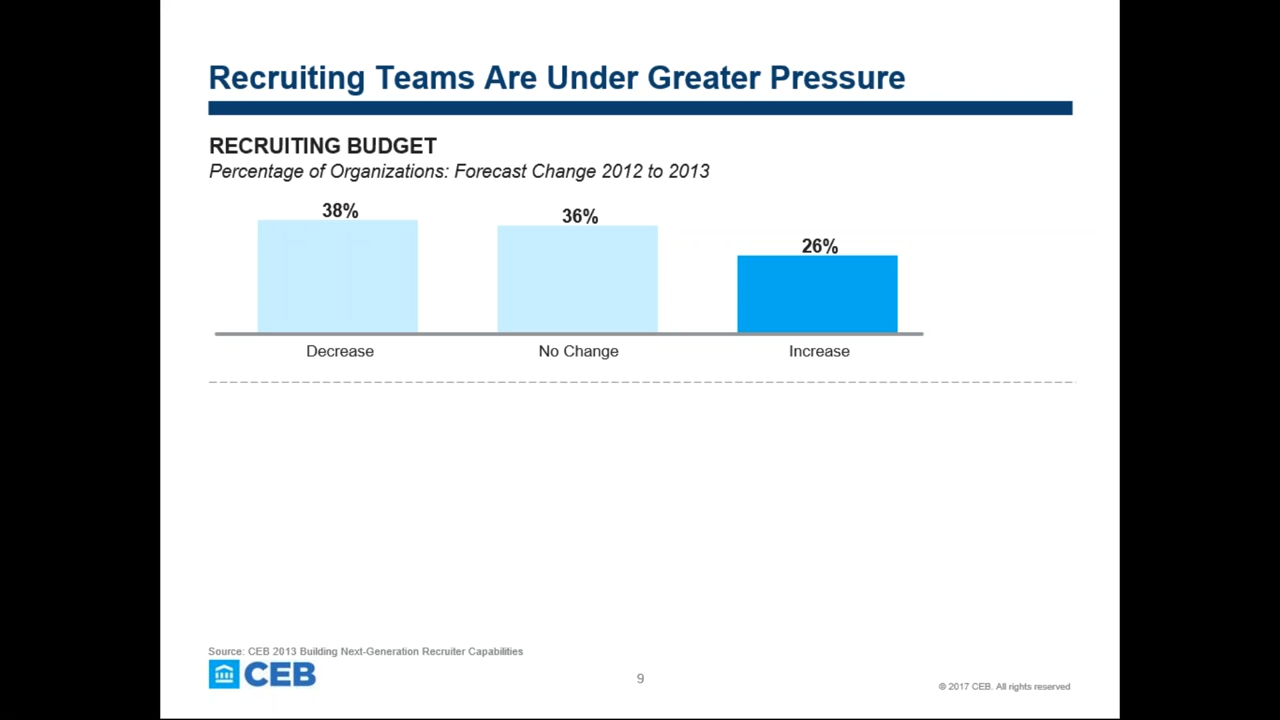 Recruiting Teams Are Under Greater Pressure
RECRUITING BUDGET
Percentage of Organizations: Forecast Change 2012 to 2013
38%
36%
26%
Decrease
No Change
Increase
Source: CEB 2013 Building Next-Generation Recruiter Capabilities
CEB
9
© 2017 CEB. All rights reserved